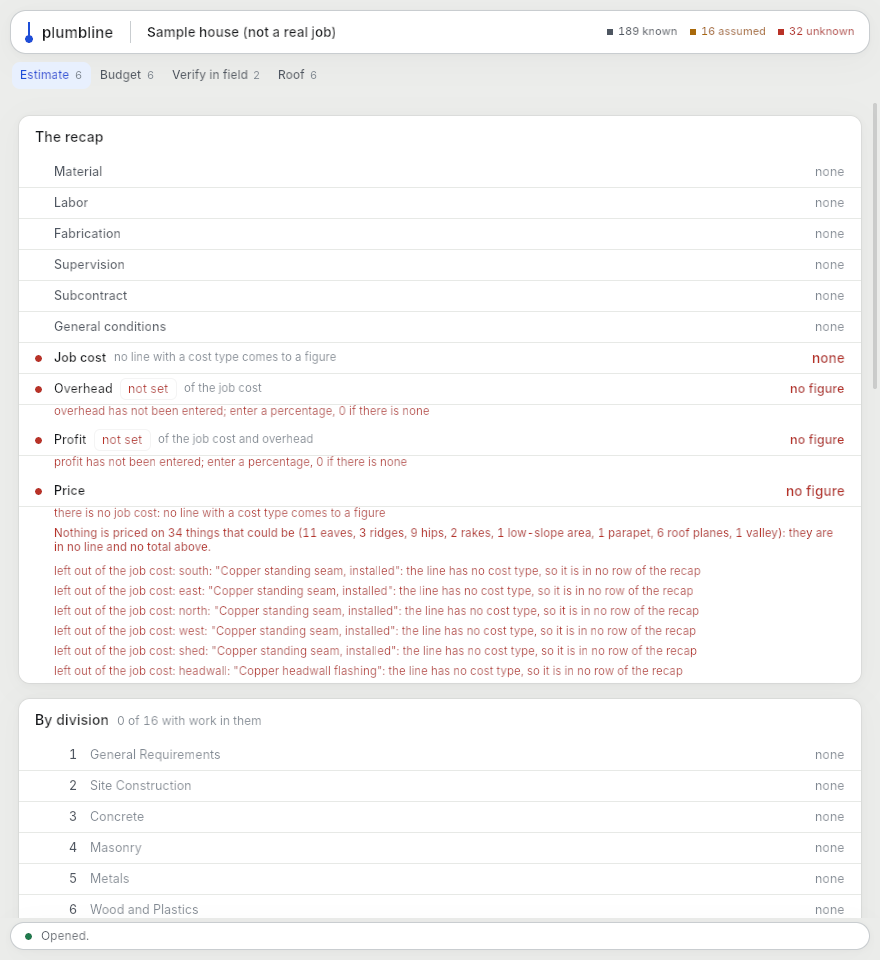 plumbline
Sample house (not a real job)
189 known
16 assumed
32 unknown
Estimate 6
Budget 6
Verify in field 2
Roof 6
The recap
Material none
Labor none
Fabrication none
Supervision none
Subcontract none
General conditions none
Job cost no line with a cost type comes to a figure none
Overhead not set of the job cost no figure
overhead has not been entered; enter a percentage, 0 if there is none
Profit not set of the job cost and overhead no figure
profit has not been entered; enter a percentage, 0 if there is none
Price no figure
there is no job cost: no line with a cost type comes to a figure
Nothing is priced on 34 things that could be (11 eaves, 3 ridges, 9 hips, 2 rakes, 1 low-slope area, 1 parapet, 6 roof planes, 1 valley): they are
in no line and no total above.
left out of the job cost: south: "Copper standing seam, installed": the line has no cost type, so it is in no row of the recap
left out of the job cost: east: "Copper standing seam, installed": the line has no cost type, so it is in no row of the recap
left out of the job cost: north: "Copper standing seam, installed": the line has no cost type, so it is in no row of the recap
left out of the job cost: west: "Copper standing seam, installed": the line has no cost type, so it is in no row of the recap
left out of the job cost: shed: "Copper standing seam, installed": the line has no cost type, so it is in no row of the recap
left out of the job cost: headwall: "Copper headwall flashing": the line has no cost type, so it is in no row of the recap
By division 0 of 16 with work in them
1 General Requirements none
2 Site Construction none
3 Concrete none
4 Masonry none
5 Metals none
6 Wood and Plastics none
Opened.